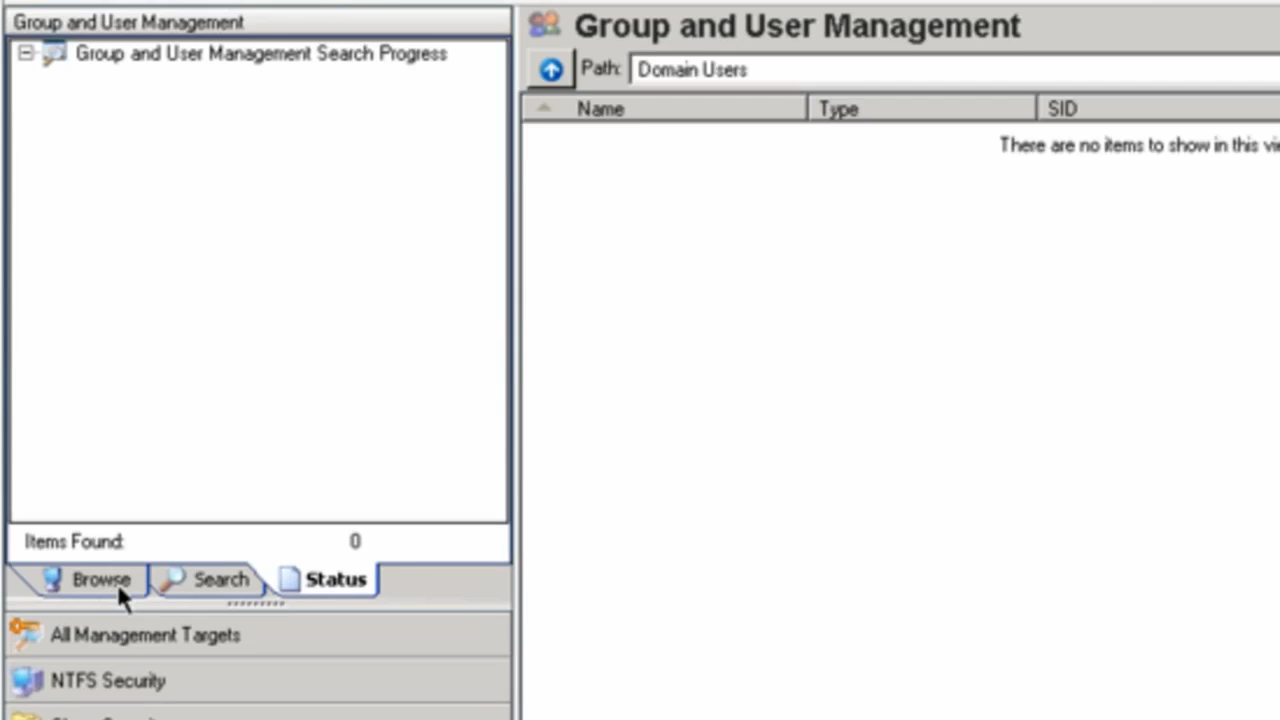 Group and User Management
Group and User Management Search Progress
Items Found: 0
Browse
Search
Status
All Management Targets
NTFS Security
Group and User Management
Path: Domain Users
Name Type SID
There are no items to show in this